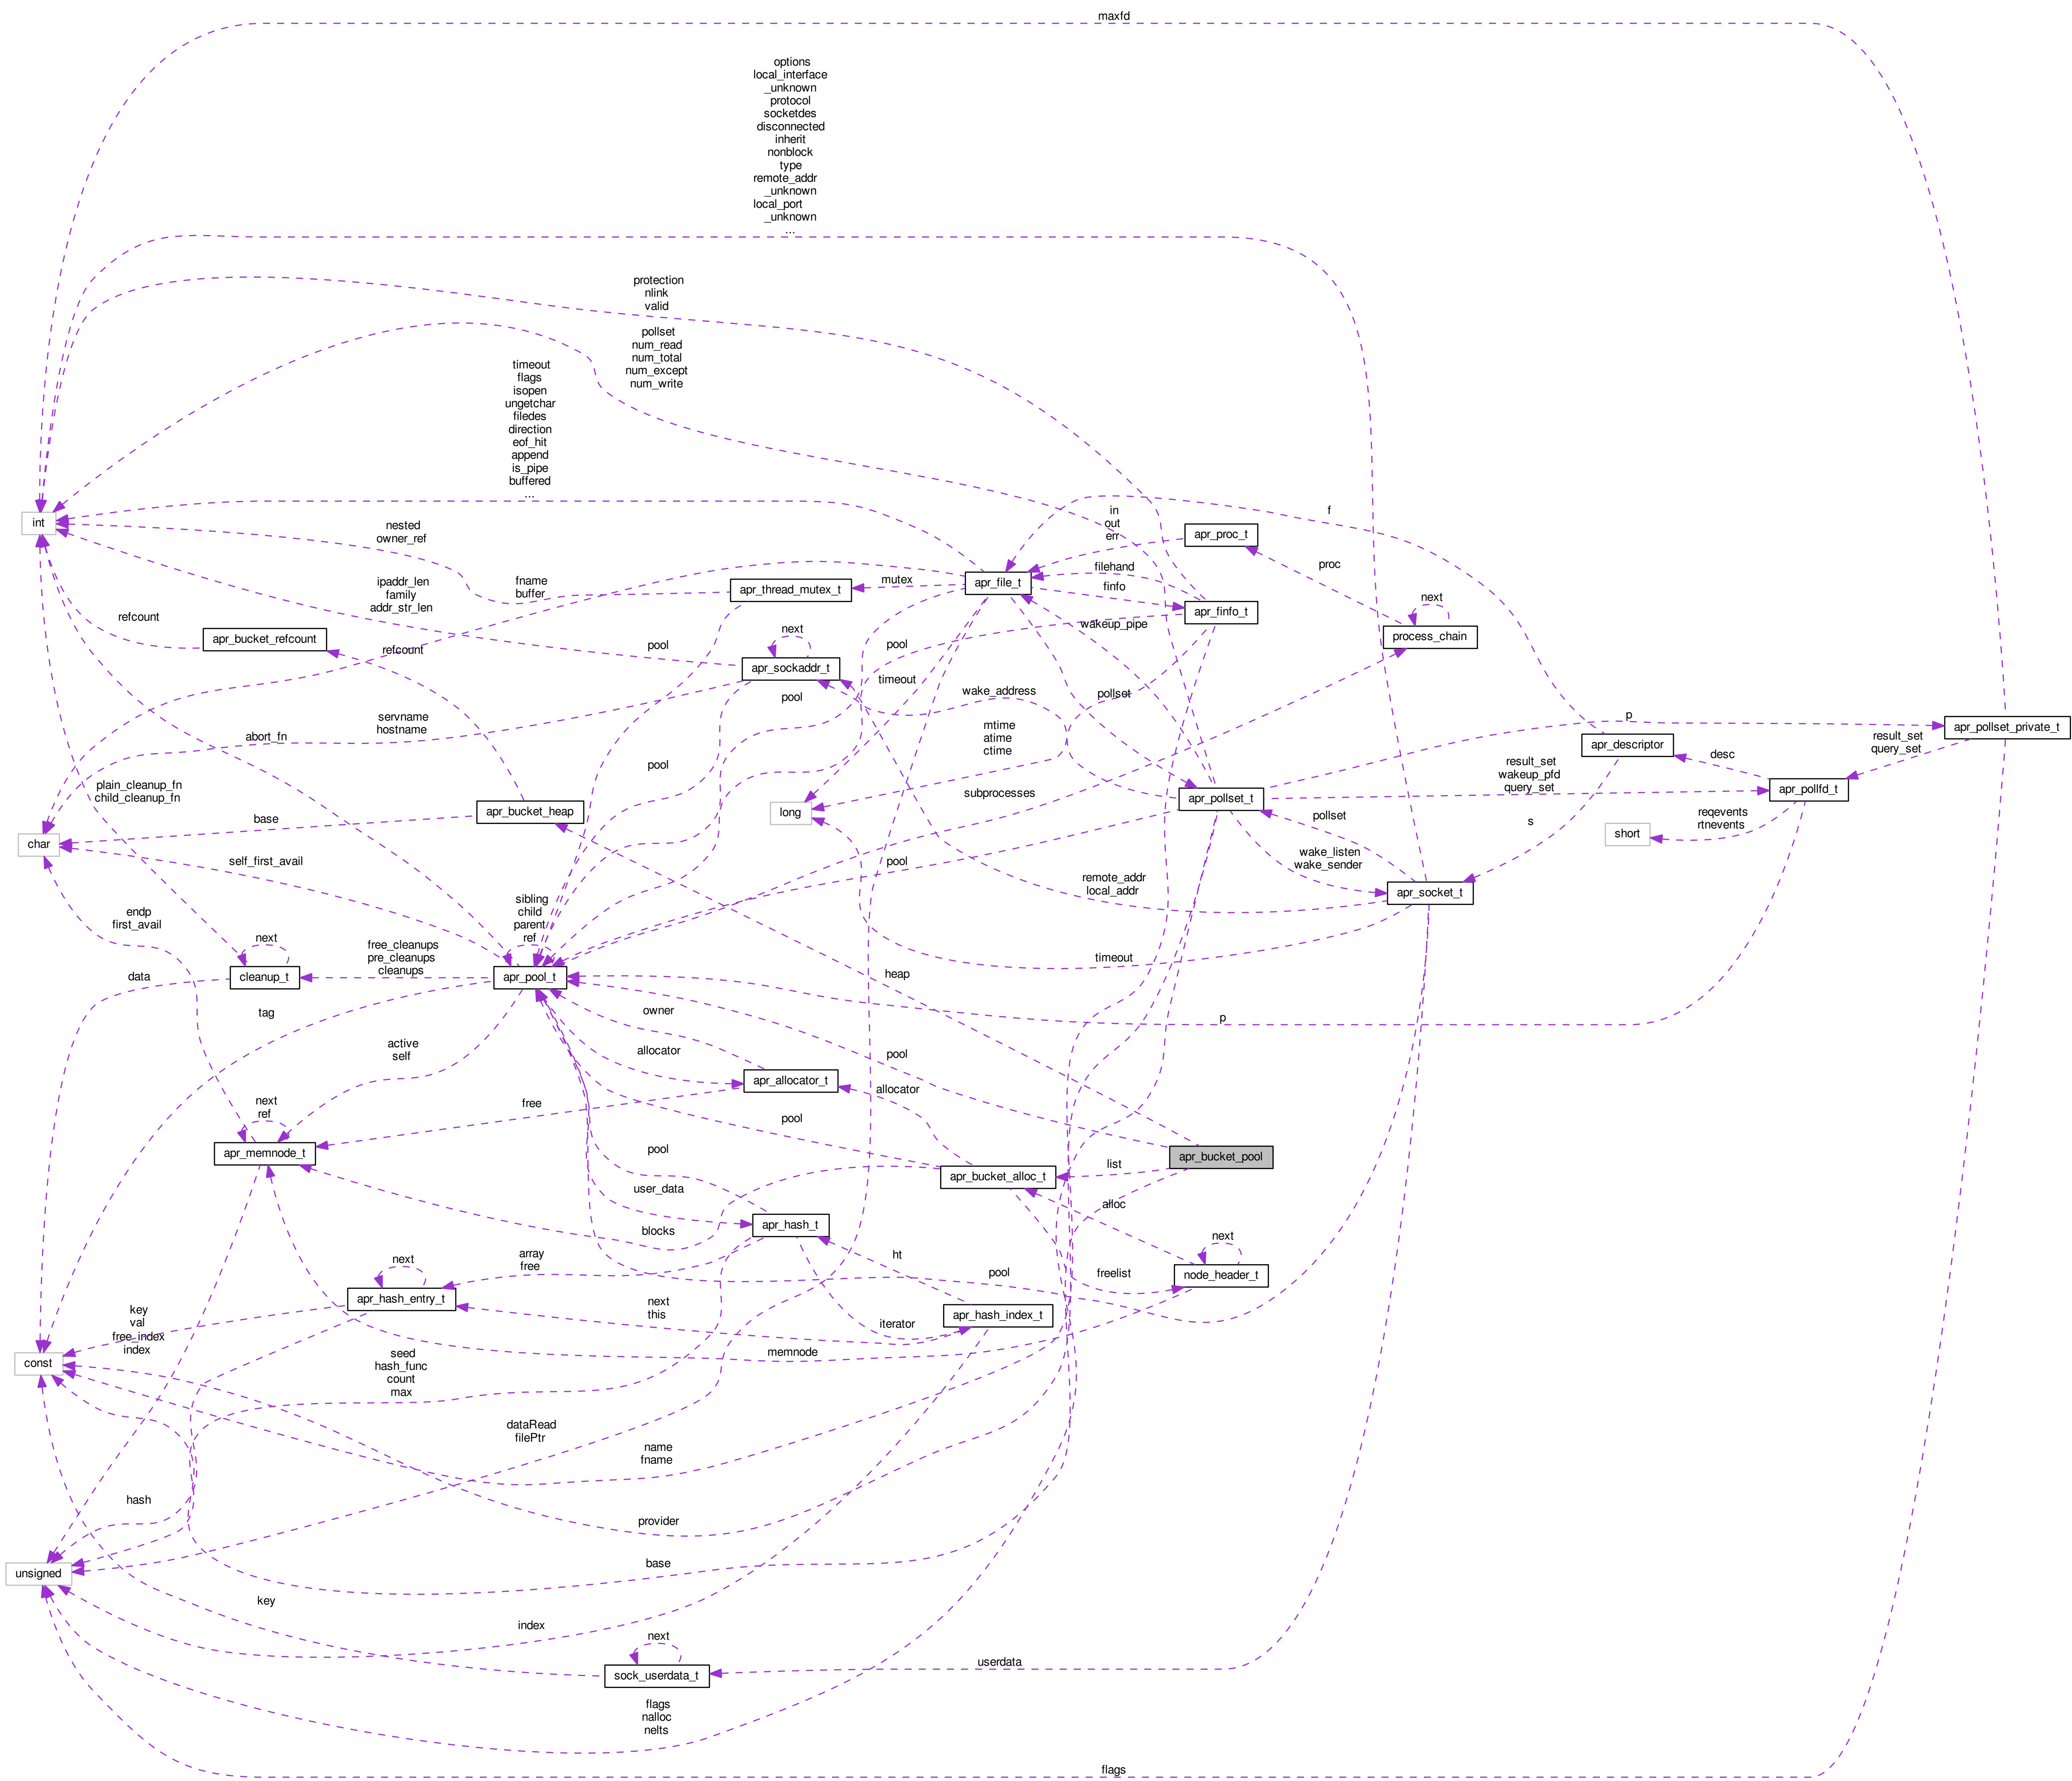 maxfd
options
local_interface
_unknown
protocol
socketdes
disconnected
inherit
nonblock
type
remote_addr
_unknown
local_port
_unknown
...
protection
nlink
valid
pollset
num_read
num_total
num_except
num_write
timeout
flags
isopen
ungetchar
filedes
direction
eof_hit
append
is_pipe
buffered
...
int
nested
owner_ref
in
out
err
f
apr_proc_t
proc
filehand
finfo
mutex
apr_file_t
apr_thread_mutex_t
fname
buffer
ipaddr_len
family
addr_str_len
apr_finfo_t
next
process_chain
refcount
apr_bucket_refcount
refcount
pool
next
apr_sockaddr_t
pool
wakeup_pipe
timeout
wake_address
pollset
pool
servname
hostname
abort_fn
mtime
atime
ctime
p
apr_pollset_private_t
apr_descriptor
result_set
query_set
desc
result_set
wakeup_pfd
query_set
apr_pollfd_t
pool
plain_cleanup_fn
child_cleanup_fn
apr_bucket_heap
subprocesses
apr_pollset_t
long
base
char
pollset
s
reqevents
rtnevents
short
self_first_avail
pool
wake_listen
wake_sender
remote_addr
local_addr
apr_socket_t
endp
first_avail
sibling
child
parent
ref
next
free_cleanups
pre_cleanups
cleanups
data
cleanup_t
apr_pool_t
heap
timeout
tag
owner
p
active
self
allocator
pool
apr_allocator_t
allocator
next
ref
free
pool
apr_memnode_t
pool
apr_bucket_pool
list
apr_bucket_alloc_t
user_data
alloc
apr_hash_t
blocks
next
array
free
next
ht
pool
freelist
node_header_t
apr_hash_entry_t
key
val
free_index
index
next
this
apr_hash_index_t
iterator
memnode
const
seed
hash_func
count
max
dataRead
filePtr
name
fname
hash
provider
unsigned
base
key
index
next
sock_userdata_t
userdata
flags
nalloc
nelts
flags